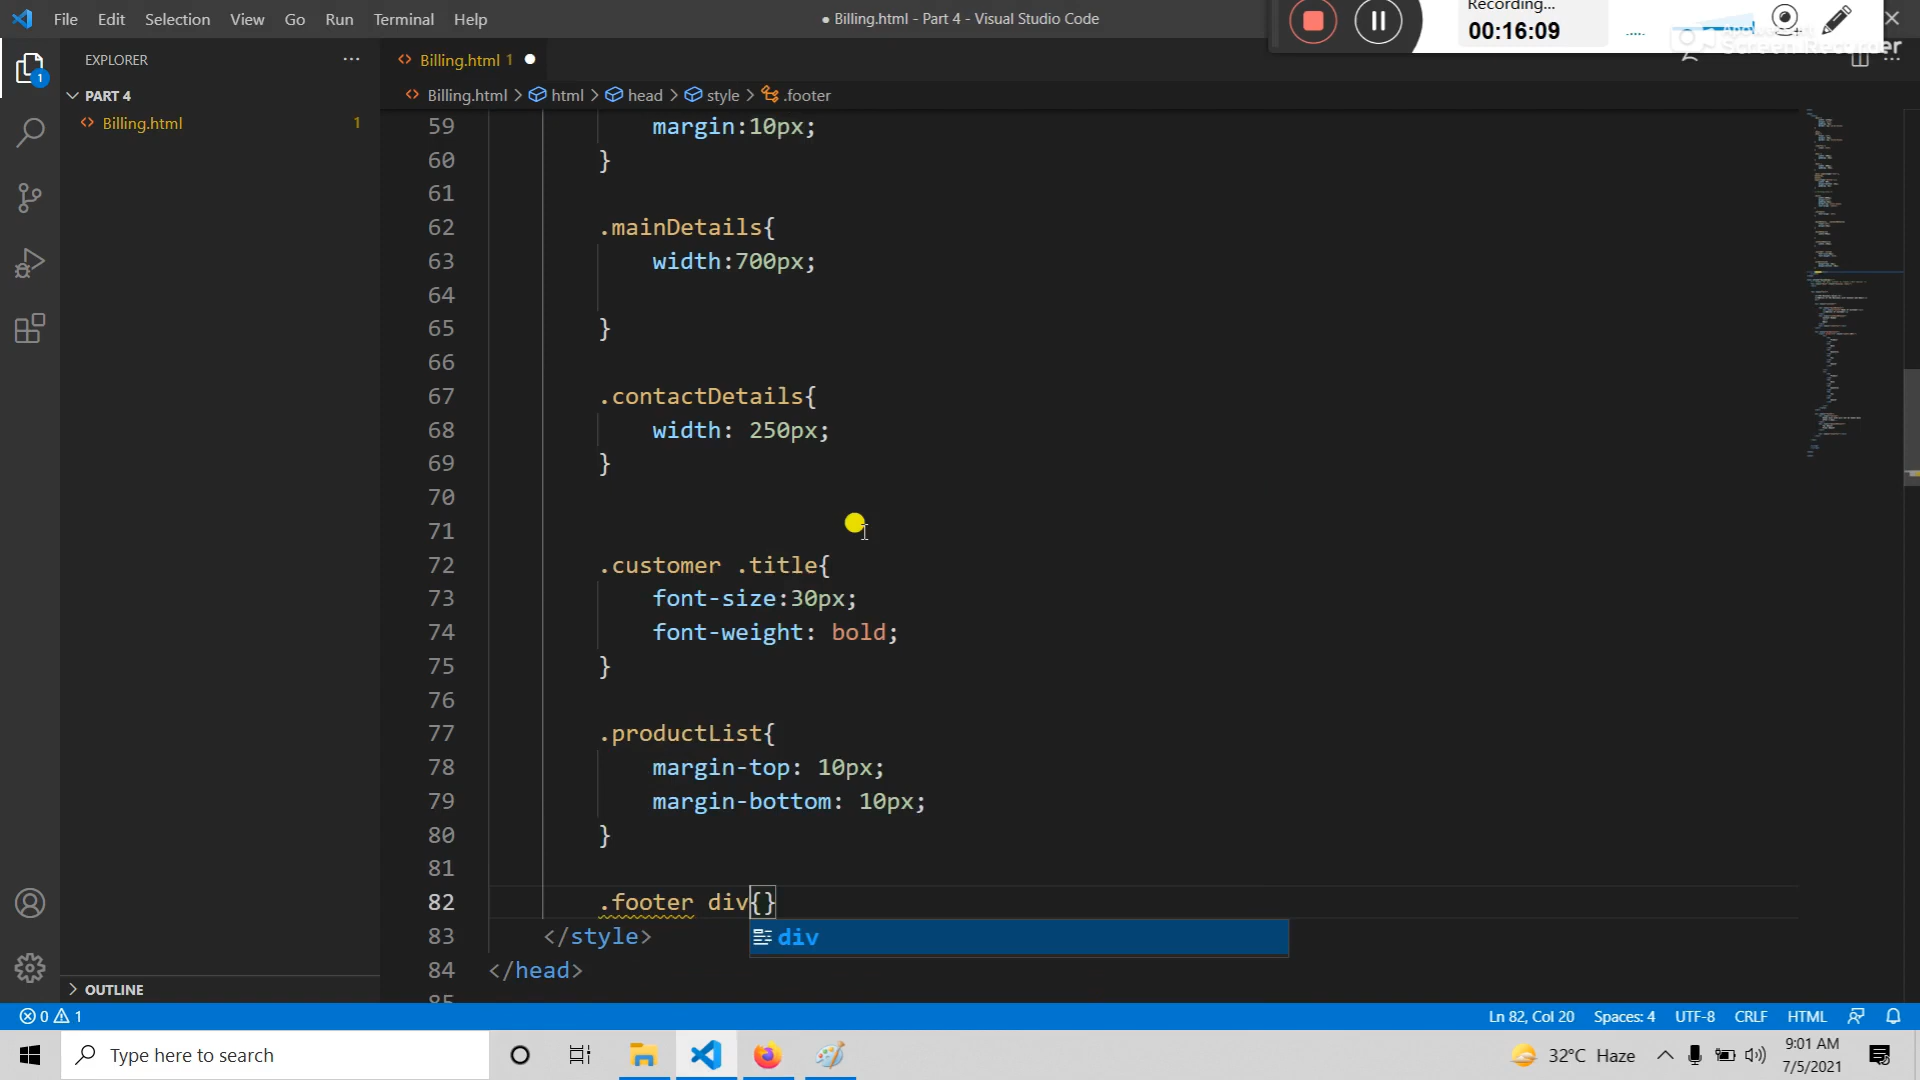 File Edit Selection View Go Run Terminal Help
● Billing.html - Part 4 - Visual Studio Code
Recording...
00:16:09
Screen Recorder
EXPLORER
Billing.html 1
PART 4
Billing.html > html > head > style > .footer
Billing.html 1
1
59 margin:10px;
60 }
61
62 .mainDetails{
63 width:700px;
64
65 }
66
67 .contactDetails{
68 width: 250px;
69 }
70
71
72 .customer .title{
73 font-size:30px;
74 font-weight: bold;
75 }
76
77 .productList{
78 margin-top: 10px;
79 margin-bottom: 10px;
80 }
81
82 .footer div{}
div
83 </style>
84 </head>
85
OUTLINE
0 1
Ln 82, Col 20 Spaces: 4 UTF-8 CRLF HTML
Type here to search
32°C Haze
9:01 AM
7/5/2021